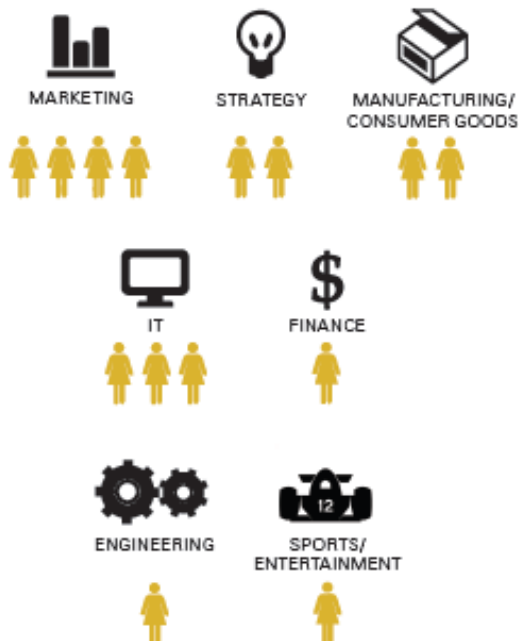 MARKETING
STRATEGY
MANUFACTURING/
CONSUMER GOODS
IT
$
FINANCE
ENGINEERING
12
SPORTS/
ENTERTAINMENT